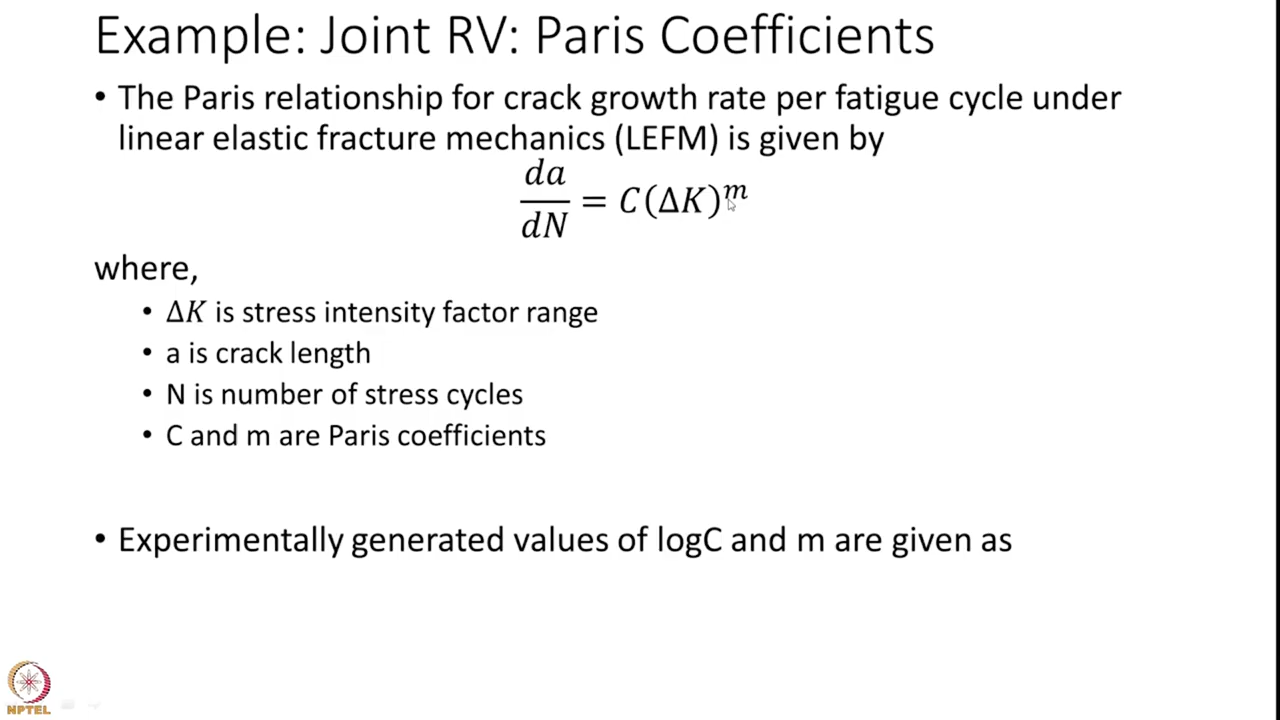 Example: Joint RV: Paris Coefficients
• The Paris relationship for crack growth rate per fatigue cycle under
linear elastic fracture mechanics (LEFM) is given by
da/dN = C(ΔK)^m
where,
• ΔK is stress intensity factor range
• a is crack length
• N is number of stress cycles
• C and m are Paris coefficients
• Experimentally generated values of logC and m are given as
NPTEL